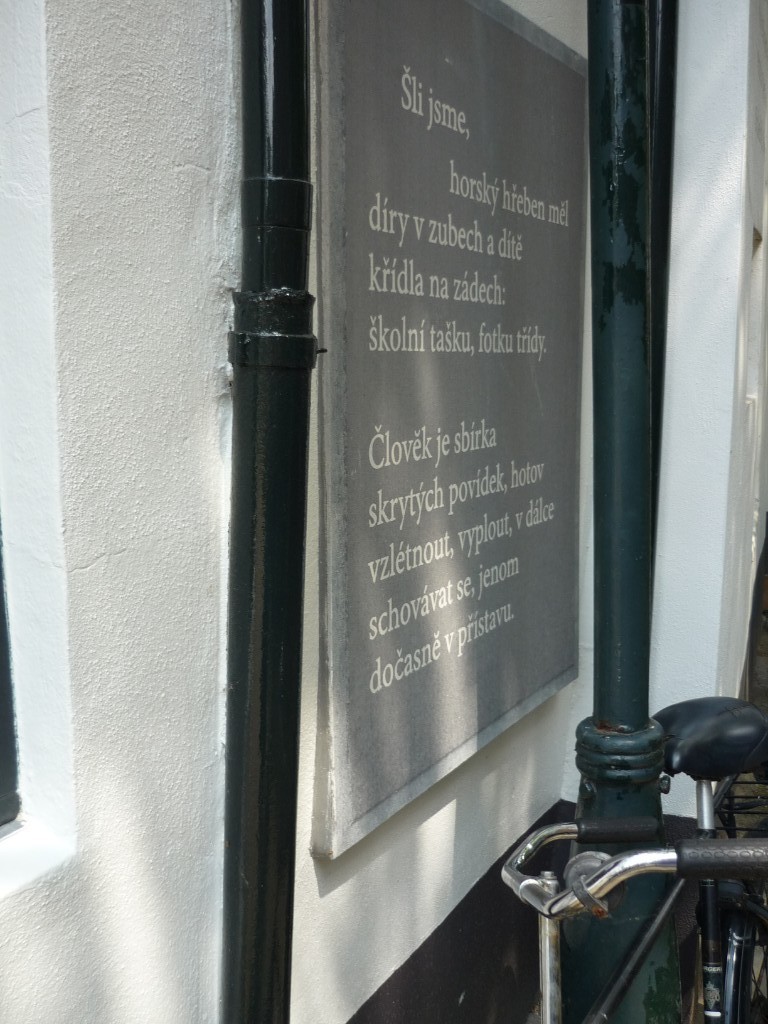 Šli jsme,
horský hřeben měl
díry v zubech a dítě
křídla na zádech:
školní tašku, fotku třídy.
Člověk je sbírka
skrytých povídek, hotov
vzlétnout, vyplout, v dálce
schovávat se, jenom
dočasně v přístavu.